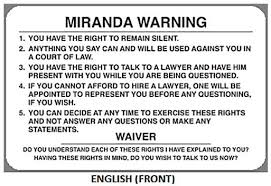 MIRANDA WARNING
1. YOU HAVE THE RIGHT TO REMAIN SILENT.
2. ANYTHING YOU SAY CAN AND WILL BE USED AGAINST YOU IN
A COURT OF LAW.
3. YOU HAVE THE RIGHT TO TALK TO A LAWYER AND HAVE HIM
PRESENT WITH YOU WHILE YOU ARE BEING QUESTIONED.
4. IF YOU CANNOT AFFORD TO HIRE A LAWYER, ONE WILL BE
APPOINTED TO REPRESENT YOU BEFORE ANY QUESTIONING,
IF YOU WISH.
5. YOU CAN DECIDE AT ANY TIME TO EXERCISE THESE RIGHTS
AND NOT ANSWER ANY QUESTIONS OR MAKE ANY
STATEMENTS.
WAIVER
DO YOU UNDERSTAND EACH OF THESE RIGHTS I HAVE EXPLAINED TO YOU?
HAVING THESE RIGHTS IN MIND, DO YOU WISH TO TALK TO US NOW?
ENGLISH (FRONT)